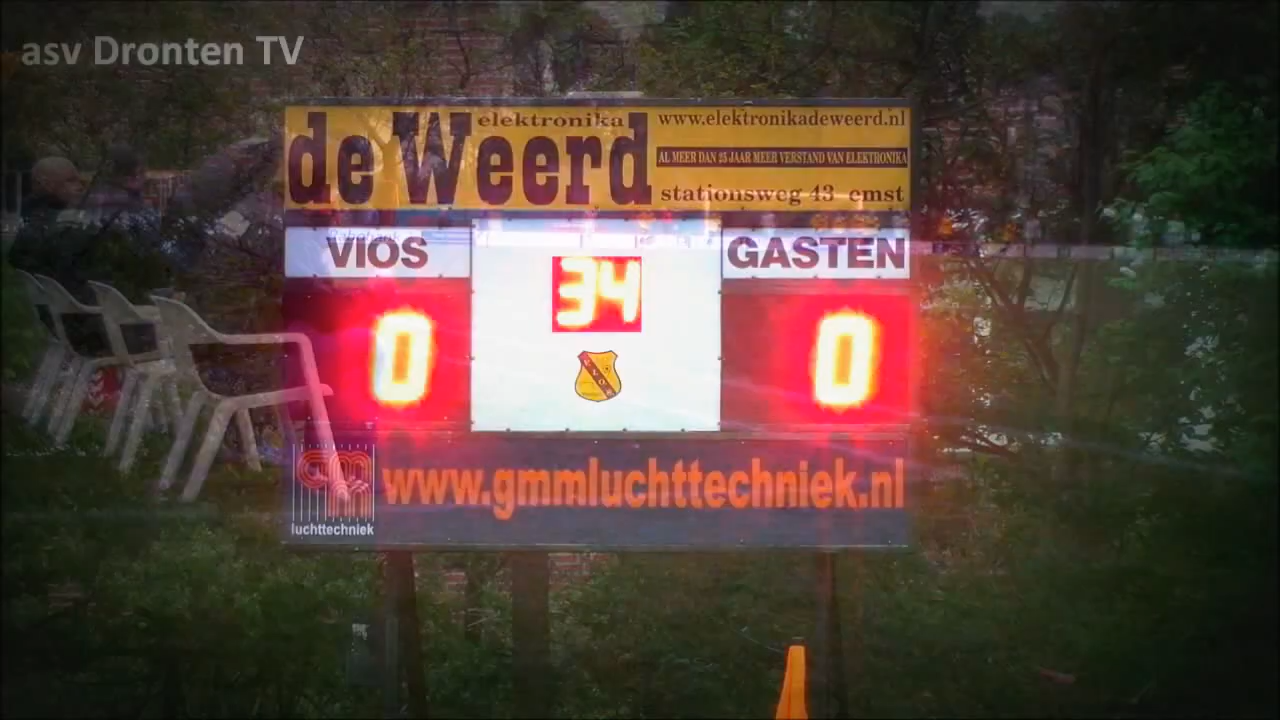 asv Dronten TV
elektronika
de Weerd
www.elektronikadeweerd.nl
AL MEER DAN 25 JAAR MEER VERSTAND VAN ELEKTRONIKA
stationsweg 43 emst
VIOS
GASTEN
34
0
0
www.gmmluchttechniek.nl
luchttechniek